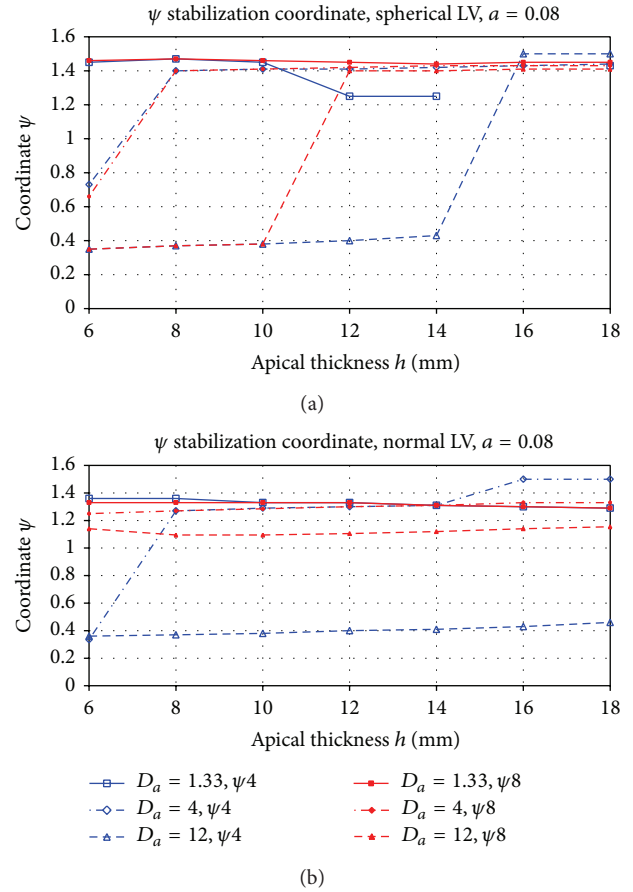 ψ stabilization coordinate, spherical LV, a = 0.08
1.6
1.4
1.2
1
0.8
0.6
0.4
0.2
0
Coordinate ψ
6 8 10 12 14 16 18
Apical thickness h (mm)
(a)
ψ stabilization coordinate, normal LV, a = 0.08
1.6
1.4
1.2
1
0.8
0.6
0.4
0.2
0
Coordinate ψ
6 8 10 12 14 16 18
Apical thickness h (mm)
D_a = 1.33, ψ4
D_a = 4, ψ4
D_a = 12, ψ4
D_a = 1.33, ψ8
D_a = 4, ψ8
D_a = 12, ψ8
(b)